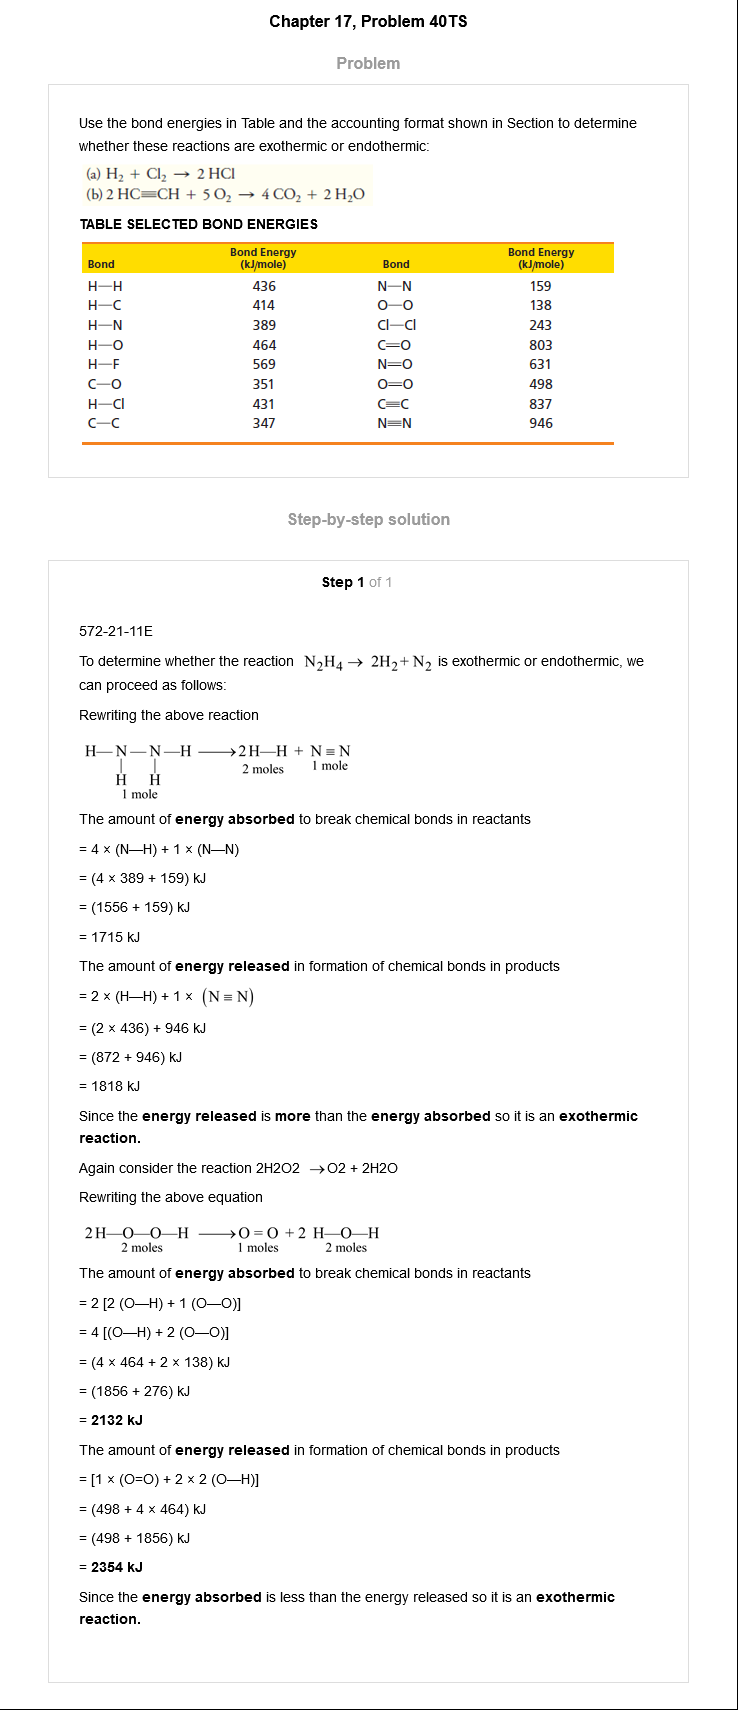 Chapter 17, Problem 40TS
Problem
Use the bond energies in Table and the accounting format shown in Section to determine
whether these reactions are exothermic or endothermic:
(a) H₂ + Cl₂ → 2 HCl
(b) 2 HC≡CH + 5 O₂ → 4 CO₂ + 2 H₂O
TABLE SELECTED BOND ENERGIES
Bond Bond Energy (kJ/mole) Bond Bond Energy (kJ/mole)
H—H 436 N—N 159
H—C 414 O—O 138
H—N 389 Cl—Cl 243
H—O 464 C=O 803
H—F 569 N=O 631
C—O 351 O=O 498
H—Cl 431 C≡C 837
C—C 347 N≡N 946
Step-by-step solution
Step 1 of 1
572-21-11E
To determine whether the reaction N₂H₄ → 2H₂+ N₂ is exothermic or endothermic, we
can proceed as follows:
Rewriting the above reaction
H—N—N—H ⟶ 2 H—H + N ≡ N
2 moles 1 mole
H H
1 mole
The amount of energy absorbed to break chemical bonds in reactants
= 4 × (N—H) + 1 × (N—N)
= (4 × 389 + 159) kJ
= (1556 + 159) kJ
= 1715 kJ
The amount of energy released in formation of chemical bonds in products
= 2 × (H—H) + 1 × (N ≡ N)
= (2 × 436) + 946 kJ
= (872 + 946) kJ
= 1818 kJ
Since the energy released is more than the energy absorbed so it is an exothermic
reaction.
Again consider the reaction 2H2O2 → O2 + 2H2O
Rewriting the above equation
2 H—O—O—H ⟶ O = O + 2 H—O—H
2 moles 1 moles 2 moles
The amount of energy absorbed to break chemical bonds in reactants
= 2 [2 (O—H) + 1 (O—O)]
= 4 [(O—H) + 2 (O—O)]
= (4 × 464 + 2 × 138) kJ
= (1856 + 276) kJ
= 2132 kJ
The amount of energy released in formation of chemical bonds in products
= [1 × (O=O) + 2 × 2 (O—H)]
= (498 + 4 × 464) kJ
= (498 + 1856) kJ
= 2354 kJ
Since the energy absorbed is less than the energy released so it is an exothermic
reaction.